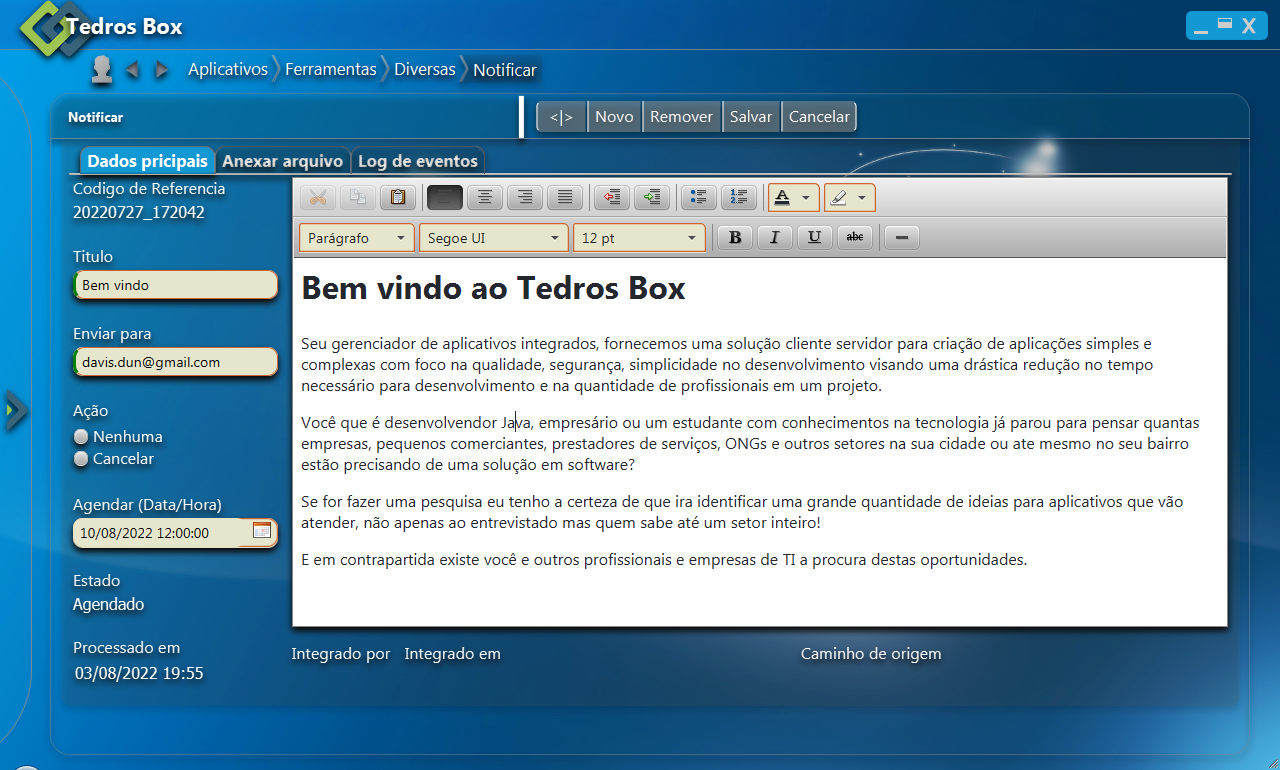 Tedros Box
Aplicativos Ferramentas Diversas Notificar
Notificar
<|> Novo Remover Salvar Cancelar
Dados pricipais Anexar arquivo Log de eventos
Codigo de Referencia
20220727_172042
Titulo
Bem vindo
Enviar para
davis.dun@gmail.com
Ação
Nenhuma
Cancelar
Agendar (Data/Hora)
10/08/2022 12:00:00
Estado
Agendado
Processado em
03/08/2022 19:55
Parágrafo Segoe UI 12 pt B I U abc
Bem vindo ao Tedros Box
Seu gerenciador de aplicativos integrados, fornecemos uma solução cliente servidor para criação de aplicações simples e
complexas com foco na qualidade, segurança, simplicidade no desenvolvimento visando uma drástica redução no tempo
necessário para desenvolvimento e na quantidade de profissionais em um projeto.
Você que é desenvolvendor Java, empresário ou um estudante com conhecimentos na tecnologia já parou para pensar quantas
empresas, pequenos comerciantes, prestadores de serviços, ONGs e outros setores na sua cidade ou ate mesmo no seu bairro
estão precisando de uma solução em software?
Se for fazer uma pesquisa eu tenho a certeza de que ira identificar uma grande quantidade de ideias para aplicativos que vão
atender, não apenas ao entrevistado mas quem sabe até um setor inteiro!
E em contrapartida existe você e outros profissionais e empresas de TI a procura destas oportunidades.
Integrado por Integrado em Caminho de origem